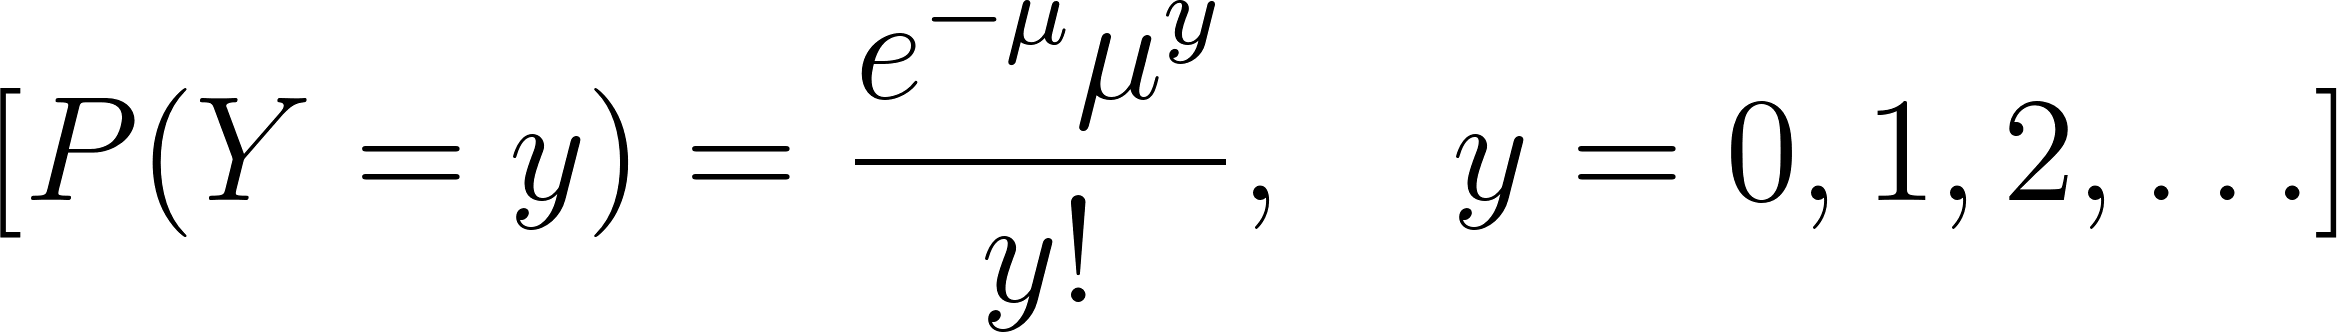 [P(Y = y) = \frac{e^{-\mu}\mu^y}{y!}, \quad y = 0, 1, 2, \ldots]